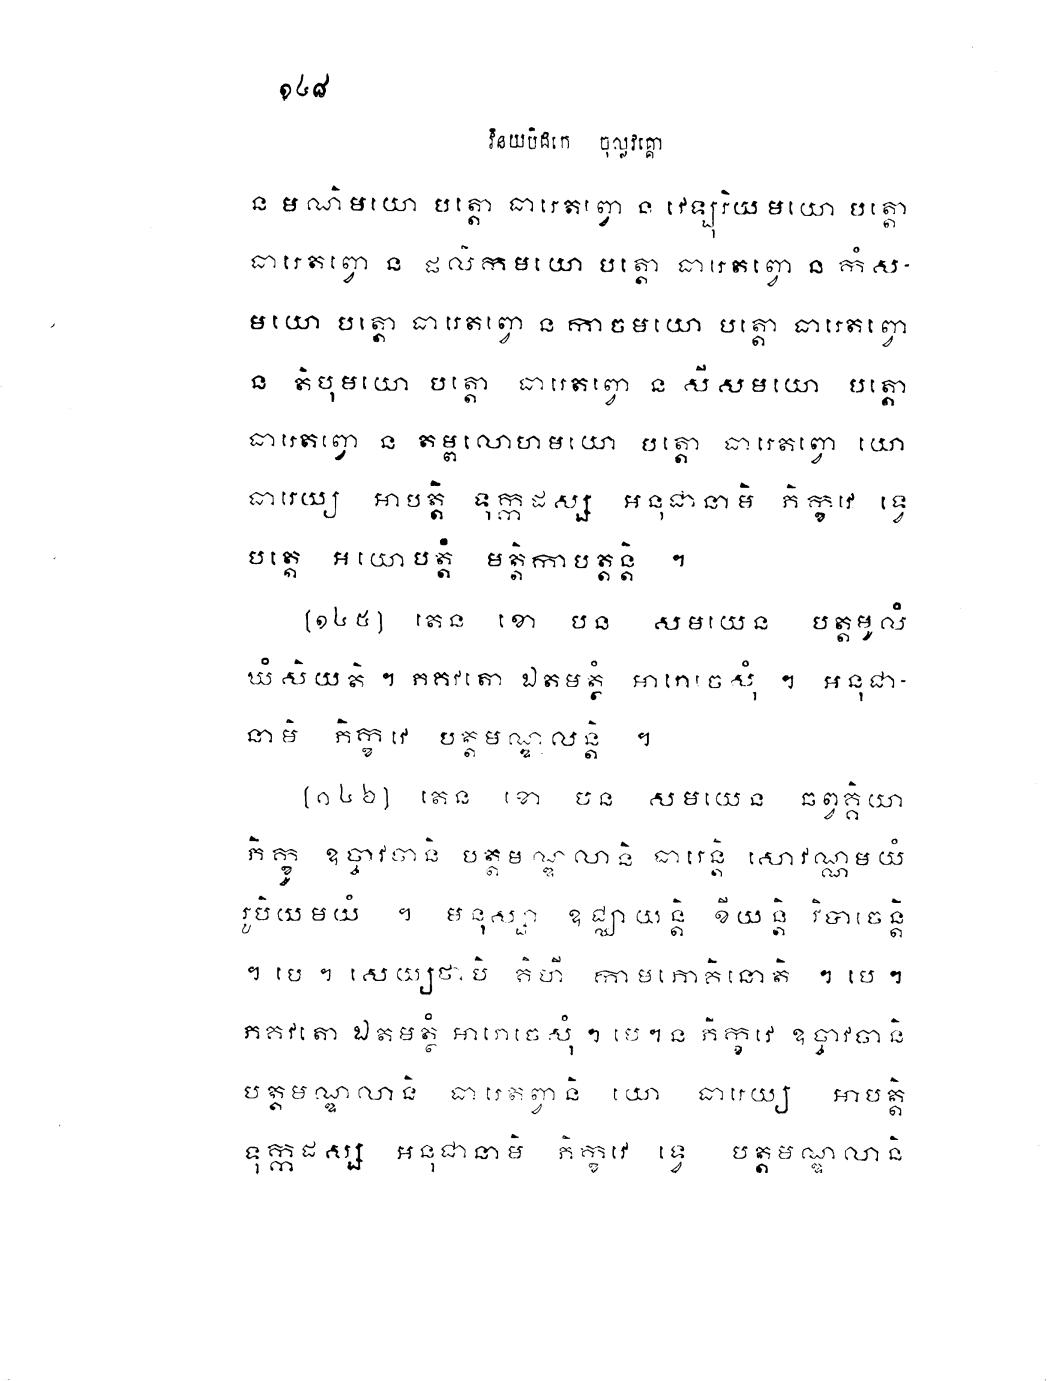 ១៤៨
វិនយបិដកេ ចុល្លវគ្គោ
ន មណិមយោ បត្តោ ធារេតព្វោ ន វេឡុរិយមយោ បត្តោ
ធារេតព្វោ ន ផលិកមយោ បត្តោ ធារេតព្វោ ន កំស-
មយោ បត្តោ ធារេតព្វោ ន កាចមយោ បត្តោ ធារេតព្វោ
ន តិបុមយោ បត្តោ ធារេតព្វោ ន សីសមយោ បត្តោ
ធារេតព្វោ ន តម្ពលោហមយោ បត្តោ ធារេតព្វោ យោ
ធារេយ្យ អាបត្តិ ទុក្កដស្ស អនុជានាមិ ភិក្ខវេ ទ្វេ
បត្តេ អយោបត្តំ មត្តិកាបត្តន្តិ ។
(១៤៥) តេន ខោ បន សមយេន បត្តមូលំ
ឃំសិយតិ ។ ភគវតោ ឯតមត្ថំ អារោចេសុំ ។ អនុជា-
នាមិ ភិក្ខវេ បត្តមណ្ឌលន្តិ ។
(១៤៦) តេន ខោ បន សមយេន ឆព្វគ្គិយា
ភិក្ខូ ឧច្ចាវចានិ បត្តមណ្ឌលានិ ធារេន្តិ សោវណ្ណមយំ
រូបិយមយំ ។ មនុស្សា ឧជ្ឈាយន្តិ ខីយន្តិ វិបាចេន្តិ
។ បេ ។ សេយ្យថាបិ គិហី កាមភោគិនោតិ ។ បេ ។
ភគវតោ ឯតមត្ថំ អារោចេសុំ ។ បេ ។ ន ភិក្ខវេ ឧច្ចាវចានិ
បត្តមណ្ឌលានិ ធារេតព្វានិ យោ ធារេយ្យ អាបត្តិ
ទុក្កដស្ស អនុជានាមិ ភិក្ខវេ ទ្វេ បត្តមណ្ឌលានិ